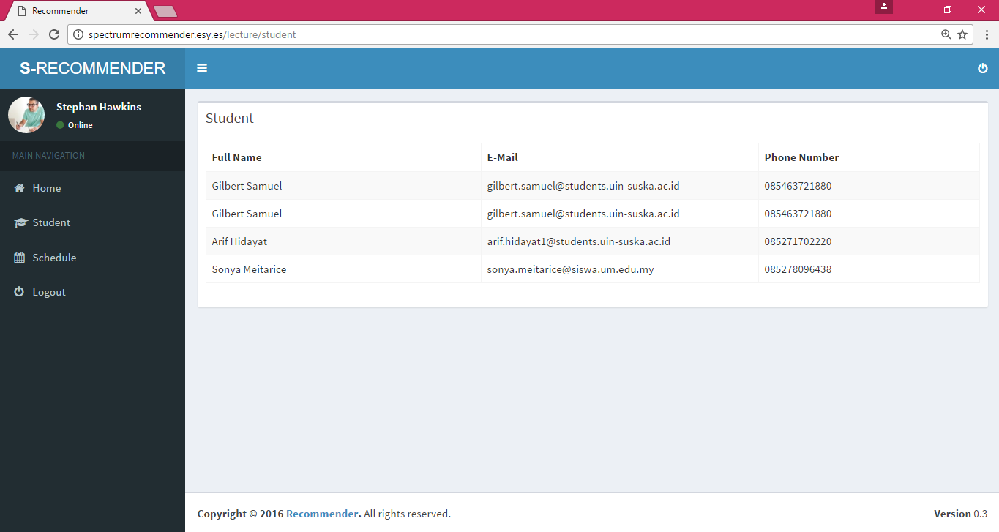 Recommender
spectrumrecommender.esy.es/lecture/student
S-RECOMMENDER
Stephan Hawkins
Online
MAIN NAVIGATION
Home
Student
Schedule
Logout
Student
Full Name E-Mail Phone Number
Gilbert Samuel gilbert.samuel@students.uin-suska.ac.id 085463721880
Gilbert Samuel gilbert.samuel@students.uin-suska.ac.id 085463721880
Arif Hidayat arif.hidayat1@students.uin-suska.ac.id 085271702220
Sonya Meitarice sonya.meitarice@siswa.um.edu.my 085278096438
Copyright © 2016 Recommender. All rights reserved. Version 0.3